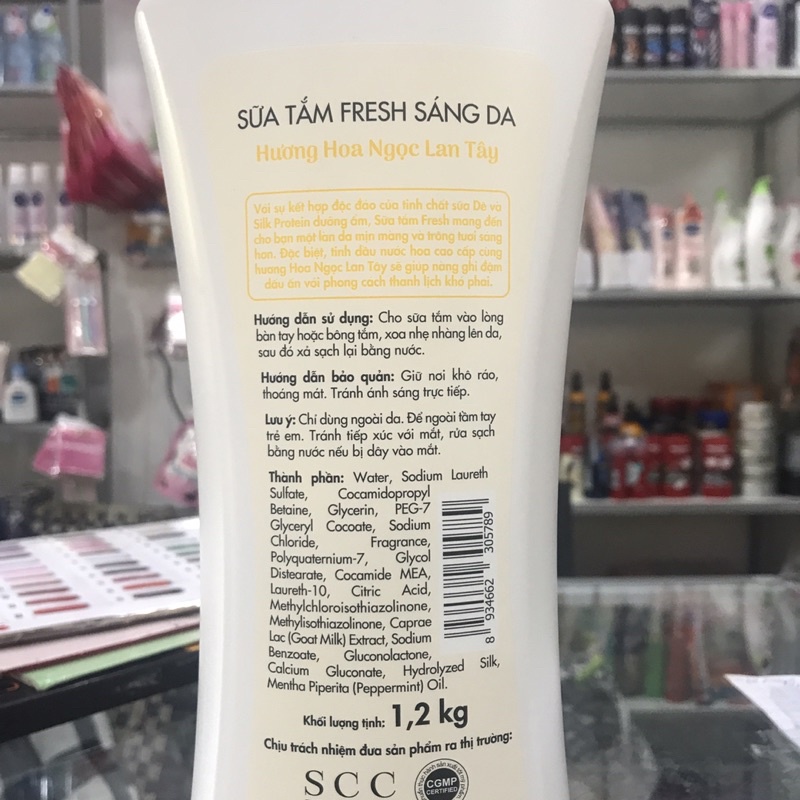 SỮA TẮM FRESH SÁNG DA
Hương Hoa Ngọc Lan Tây
Với sự kết hợp độc đáo của tinh chất sữa Dê và
Silk Protein dưỡng ẩm, Sữa tắm Fresh mang đến
cho bạn một làn da mịn màng và trông tươi sáng
hơn. Đặc biệt, tinh dầu nước hoa cao cấp cùng
hương Hoa Ngọc Lan Tây sẽ giúp nàng ghi đậm
dấu ấn với phong cách thanh lịch khó phai.
Hướng dẫn sử dụng: Cho sữa tắm vào lòng
bàn tay hoặc bông tắm, xoa nhẹ nhàng lên da,
sau đó xả sạch lại bằng nước.
Hướng dẫn bảo quản: Giữ nơi khô ráo,
thoáng mát. Tránh ánh sáng trực tiếp.
Lưu ý: Chỉ dùng ngoài da. Để ngoài tầm tay
trẻ em. Tránh tiếp xúc với mắt, rửa sạch
bằng nước nếu bị dây vào mắt.
Thành phần: Water, Sodium Laureth
Sulfate, Cocamidopropyl
Betaine, Glycerin, PEG-7
Glyceryl Cocoate, Sodium
Chloride, Fragrance,
Polyquaternium-7, Glycol
Distearate, Cocamide MEA,
Laureth-10, Citric Acid,
Methylchloroisothiazolinone,
Methylisothiazolinone, Caprae
Lac (Goat Milk) Extract, Sodium
Benzoate, Gluconolactone,
Calcium Gluconate, Hydrolyzed Silk,
Mentha Piperita (Peppermint) Oil.
8 934662 305789
Khối lượng tịnh: 1,2 kg
Chịu trách nhiệm đưa sản phẩm ra thị trường:
SCC
CGMP
CERTIFIED